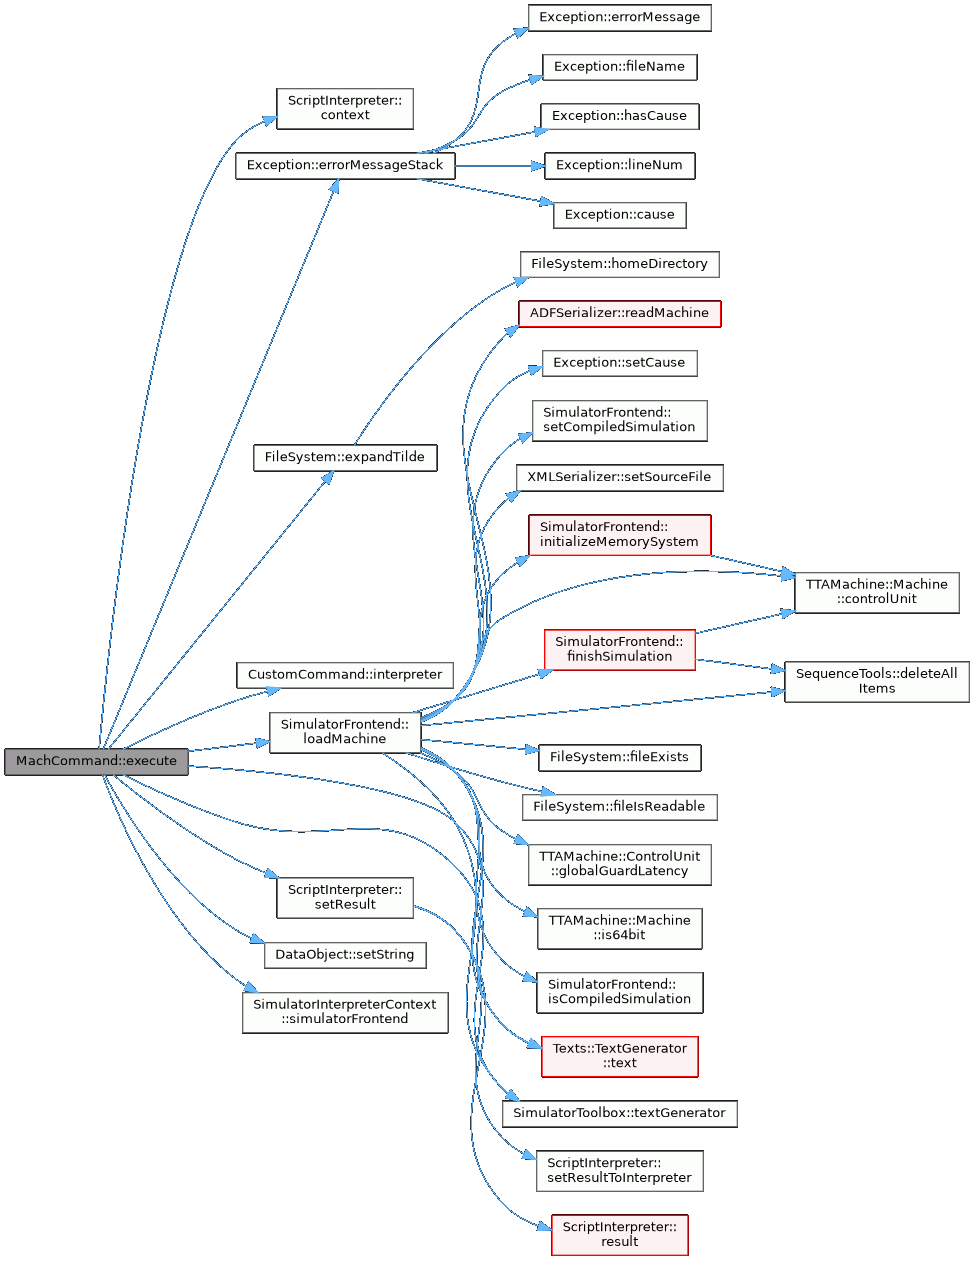 Exception::errorMessage
Exception::fileName
ScriptInterpreter::
context
Exception::hasCause
Exception::errorMessageStack
Exception::lineNum
Exception::cause
FileSystem::homeDirectory
ADFSerializer::readMachine
Exception::setCause
SimulatorFrontend::
setCompiledSimulation
FileSystem::expandTilde
XMLSerializer::setSourceFile
SimulatorFrontend::
initializeMemorySystem
TTAMachine::Machine
::controlUnit
SimulatorFrontend::
finishSimulation
CustomCommand::interpreter
SequenceTools::deleteAll
Items
SimulatorFrontend::
loadMachine
MachCommand::execute
FileSystem::fileExists
FileSystem::fileIsReadable
TTAMachine::ControlUnit
::globalGuardLatency
ScriptInterpreter::
setResult
TTAMachine::Machine
::is64bit
DataObject::setString
SimulatorFrontend::
isCompiledSimulation
SimulatorInterpreterContext
::simulatorFrontend
Texts::TextGenerator
::text
SimulatorToolbox::textGenerator
ScriptInterpreter::
setResultToInterpreter
ScriptInterpreter::
result